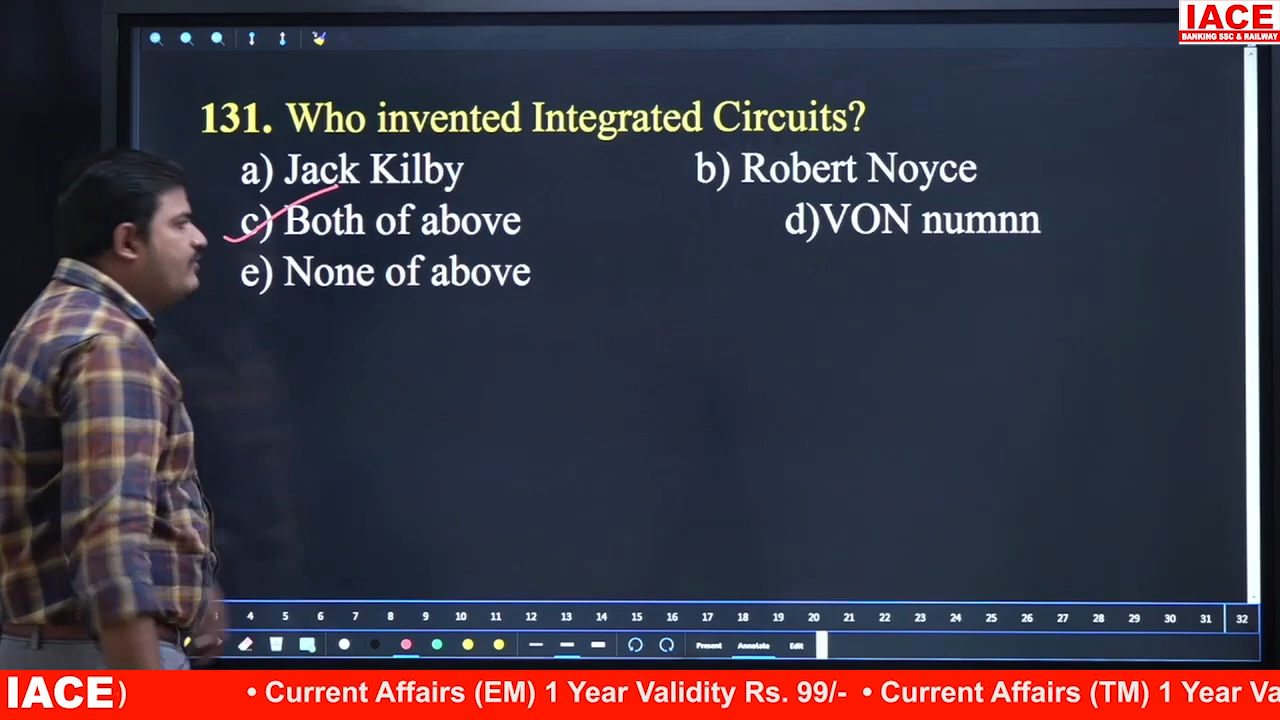 IACE
BANKING SSC & RAILWAY
131. Who invented Integrated Circuits?
a) Jack Kilby b) Robert Noyce
c) Both of above d)VON numnn
e) None of above
3 4 5 6 7 8 9 10 11 12 13 14 15 16 17 18 19 20 21 22 23 24 25 26 27 28 29 30 31 32
Present Annotate Edit
IACE ) • Current Affairs (EM) 1 Year Validity Rs. 99/- • Current Affairs (TM) 1 Year Va